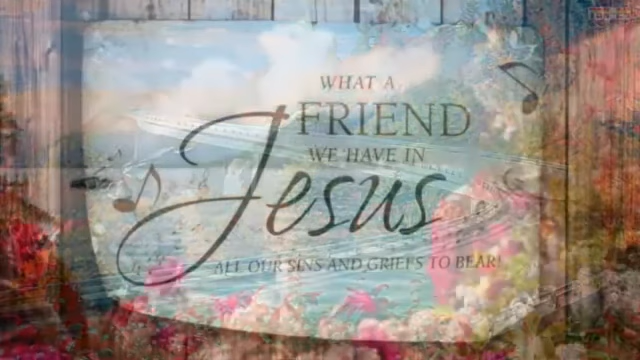 WHAT A
FRIEND
WE HAVE IN
Jesus
ALL OUR SINS AND GRIEFS TO BEAR!